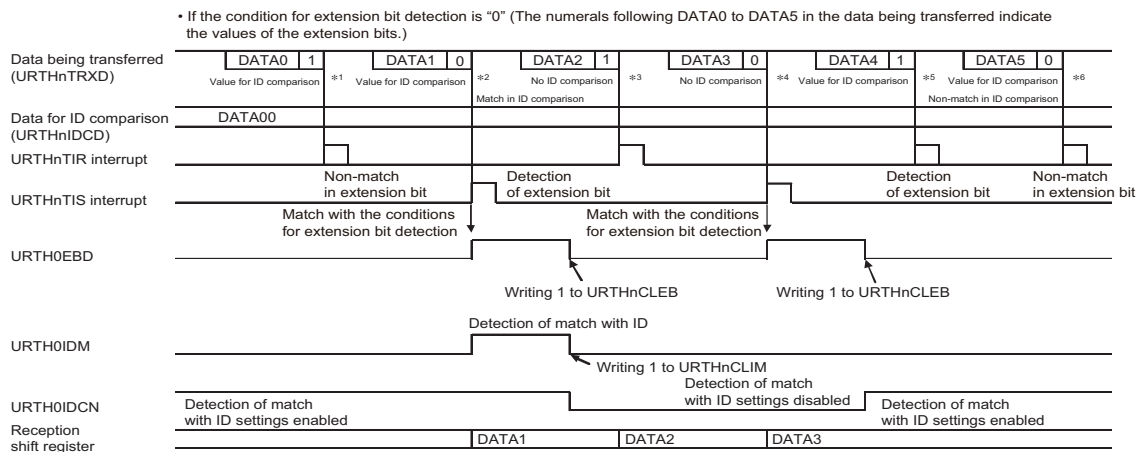 • If the condition for extension bit detection is “0” (The numerals following DATA0 to DATA5 in the data being transferred indicate
the values of the extension bits.)
Data being transferred
(URTHnTRXD)
DATA0 1 DATA1 0 DATA2 1 DATA3 0 DATA4 1 DATA5 0
Value for ID comparison *1 Value for ID comparison *2 No ID comparison *3 No ID comparison *4 Value for ID comparison *5 Value for ID comparison *6
Match in ID comparison Non-match in ID comparison
Data for ID comparison
(URTHnIDCD)
DATA00
URTHnTIR interrupt
Non-match
in extension bit
Detection
of extension bit
Detection
of extension bit
Non-match
in extension bit
URTHnTIS interrupt
Match with the conditions
for extension bit detection
Match with the conditions
for extension bit detection
URTH0EBD
Writing 1 to URTHnCLEB Writing 1 to URTHnCLEB
Detection of match with ID
URTH0IDM
Writing 1 to URTHnCLIM
Detection of match
with ID settings disabled
URTH0IDCN
Detection of match
with ID settings enabled
Detection of match
with ID settings enabled
Reception
shift register
DATA1 DATA2 DATA3